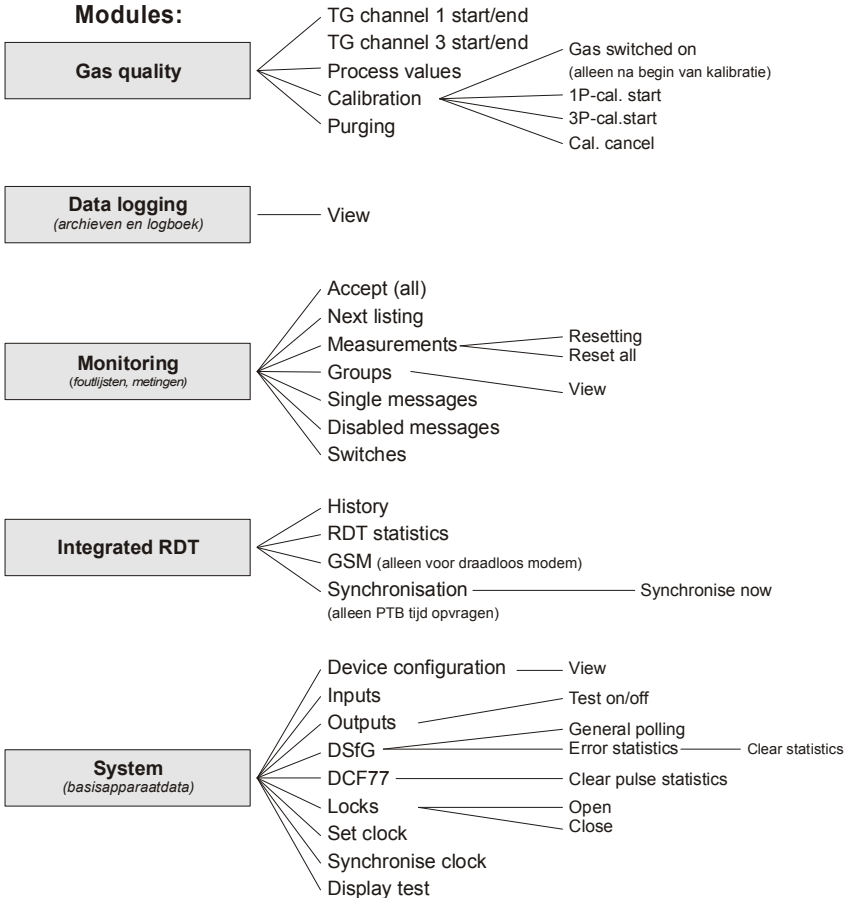 Modules:
Gas quality
TG channel 1 start/end
TG channel 3 start/end
Process values
Calibration
Purging
Gas switched on
(alleen na begin van kalibratie)
1P-cal. start
3P-cal.start
Cal. cancel
Data logging
(archieven en logboek)
View
Monitoring
(foutlijsten, metingen)
Accept (all)
Next listing
Measurements
Groups
Single messages
Disabled messages
Switches
Resetting
Reset all
View
Integrated RDT
History
RDT statistics
GSM (alleen voor draadloos modem)
Synchronisation
(alleen PTB tijd opvragen)
Synchronise now
System
(basisapparaatdata)
Device configuration
Inputs
Outputs
DSfG
DCF77
Locks
Set clock
Synchronise clock
Display test
View
Test on/off
General polling
Error statistics
Clear statistics
Clear pulse statistics
Open
Close